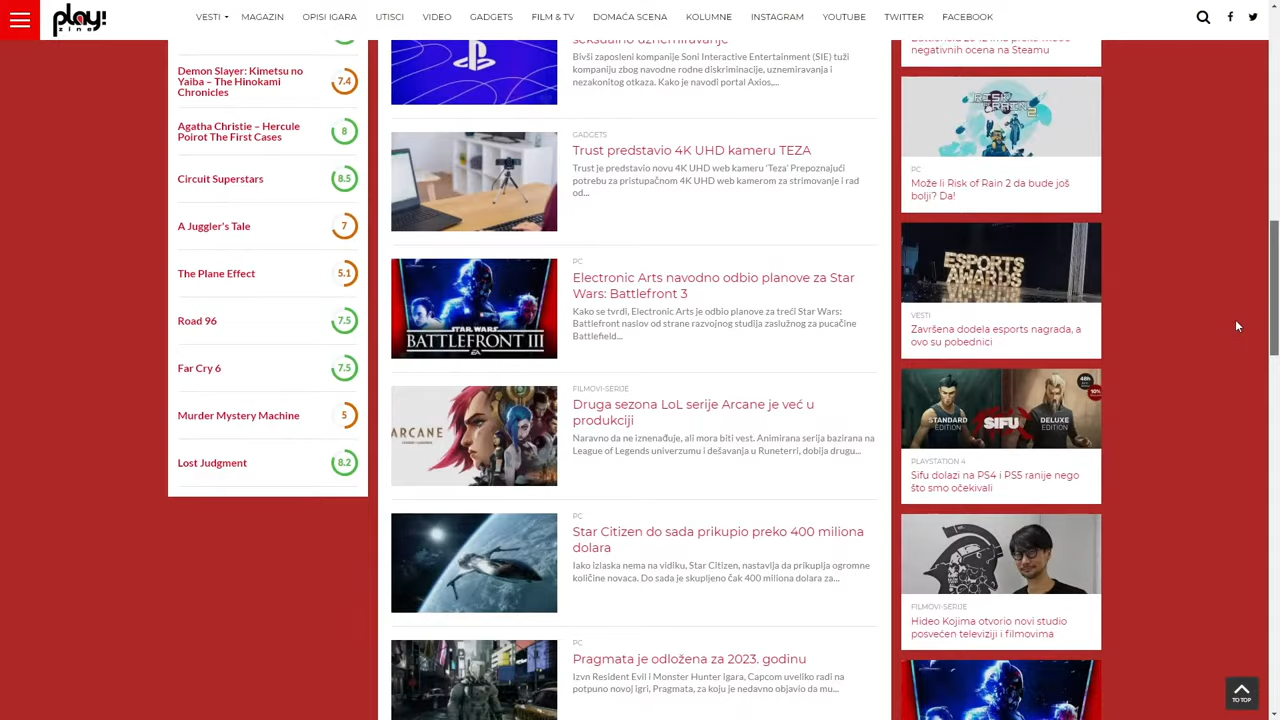 play!
zine
VESTI
MAGAZIN
OPISI IGARA
UTISCI
VIDEO
GADGETS
FILM & TV
DOMAĆA SCENA
KOLUMNE
INSTAGRAM
YOUTUBE
TWITTER
FACEBOOK
Demon Slayer: Kimetsu no
Yaiba – The Hinokami
Chronicles
7.4
Agatha Christie – Hercule
Poirot The First Cases
8
Circuit Superstars
8.5
A Juggler's Tale
7
The Plane Effect
5.1
Road 96
7.5
Far Cry 6
7.5
Murder Mystery Machine
5
Lost Judgment
8.2
seksualno uznemiravanje
Bivši zaposleni kompanije Soni Interactive Entertainment (SIE) tuži
kompaniju zbog navodne rodne diskriminacije, uznemiravanja i
nezakonitog otkaza. Kako je navodi portal Axios,...
GADGETS
Trust predstavio 4K UHD kameru TEZA
Trust je predstavio novu 4K UHD web kameru 'Teza' Prepoznajući
potrebu za pristupačnom 4K UHD web kamerom za strimovanje i rad
od...
PC
Electronic Arts navodno odbio planove za Star
Wars: Battlefront 3
Kako se tvrdi, Electronic Arts je odbio planove za treći Star Wars:
Battlefront naslov od strane razvojnog studija zaslužnog za pucačine
Battlefield...
STAR WARS
BATTLEFRONT III
EA
FILMOVI-SERIJE
Druga sezona LoL serije Arcane je već u
produkciji
Naravno da ne iznenađuje, ali mora biti vest. Animirana serija bazirana na
League of Legends univerzumu i dešavanja u Runeterri, dobija drugu...
ARCANE
PC
Star Citizen do sada prikupio preko 400 miliona
dolara
Iako izlaska nema na vidiku, Star Citizen, nastavlja da prikuplja ogromne
količine novaca. Do sada je skupljeno čak 400 miliona dolara za...
PC
Pragmata je odložena za 2023. godinu
Izvn Resident Evil i Monster Hunter igara, Capcom uveliko radi na
potpuno novoj igri, Pragmata, za koju je nedavno objavio da mu...
negativnih ocena na Steamu
RISK OF RAIN 2
PC
Može li Risk of Rain 2 da bude još
bolji? Da!
ESPORTS
AWARDS
VESTI
Završena dodela esports nagrada, a
ovo su pobednici
STANDARD
EDITION
SIFU
DELUXE
EDITION
48h
10%
PLAYSTATION 4
Sifu dolazi na PS4 i PS5 ranije nego
što smo očekivali
FILMOVI-SERIJE
Hideo Kojima otvorio novi studio
posvećen televiziji i filmovima
TO TOP